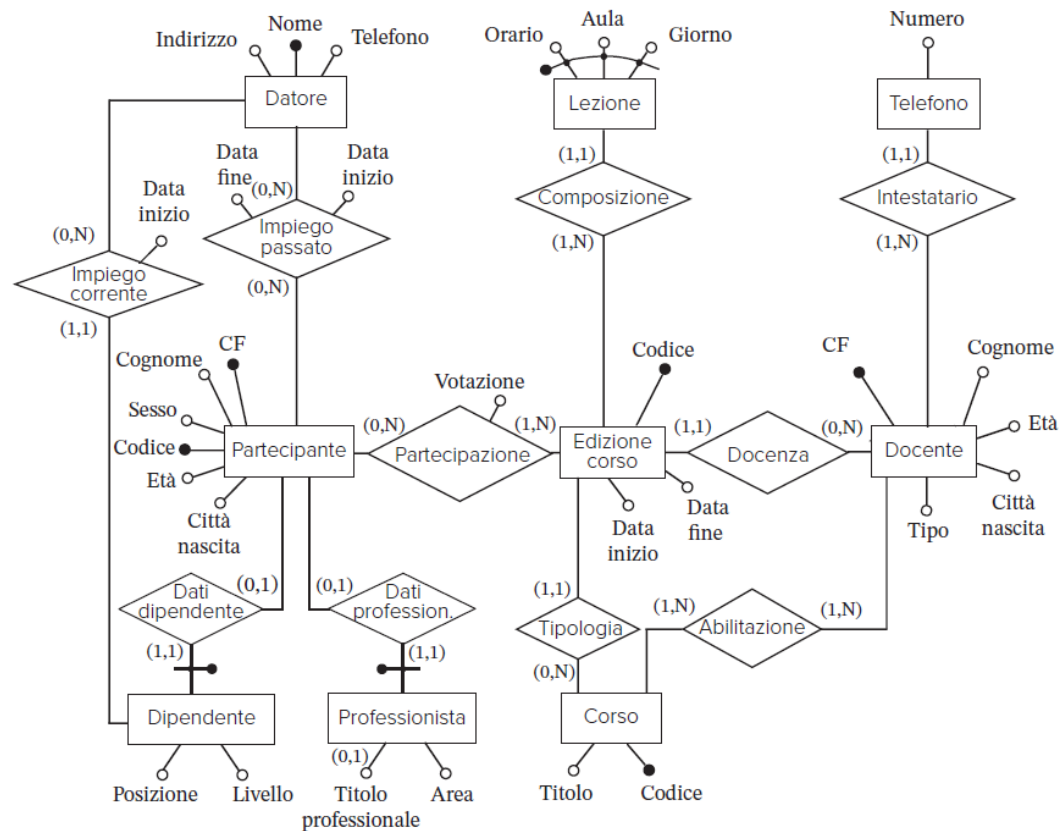 Nome
Indirizzo
Telefono
Datore
Orario
Aula
Giorno
Lezione
Numero
Telefono
Data
fine
Data
inizio
(0,N)
Impiego
passato
(0,N)
Data
inizio
(0,N)
Impiego
corrente
(1,1)
(1,1)
Composizione
(1,N)
(1,1)
Intestatario
(1,N)
CF
Cognome
Sesso
Codice
Età
Città
nascita
Partecipante
(0,N)
Votazione
Partecipazione
(1,N)
Codice
Edizione
corso
Data
inizio
Data
fine
(1,1)
Docenza
(0,N)
CF
Cognome
Età
Città
nascita
Tipo
Docente
Dati
dipendente
(0,1)
(1,1)
(0,1)
Dati
profession.
(1,1)
(1,1)
Tipologia
(0,N)
(1,N)
Abilitazione
(1,N)
Dipendente
Posizione
Livello
Professionista
(0,1)
Titolo
professionale
Area
Corso
Titolo
Codice